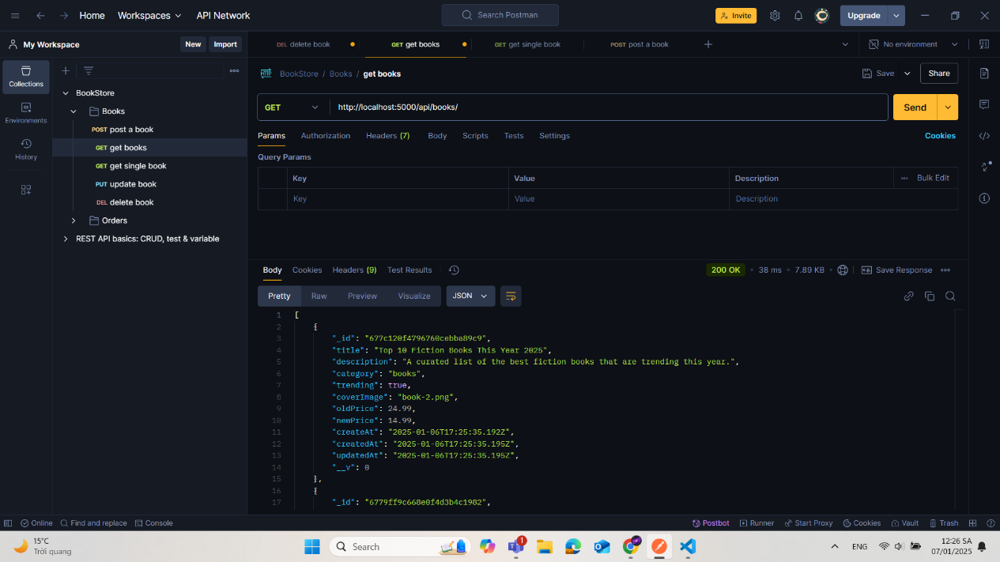 Home Workspaces API Network Search Postman Invite Upgrade
My Workspace New Import DEL delete book GET get books GET get single book POST post a book No environment
Collections
Environments
History
BookStore
Books
POST post a book
GET get books
GET get single book
PUT update book
DEL delete book
Orders
REST API basics: CRUD, test & variable
HTTP BookStore / Books / get books Save Share
GET http://localhost:5000/api/books/ Send
Params Authorization Headers (7) Body Scripts Tests Settings Cookies
Query Params
Key Value Description Bulk Edit
Key Value Description
Body Cookies Headers (9) Test Results 200 OK • 38 ms • 7.89 KB • Save Response
Pretty Raw Preview Visualize JSON
1 [
2 {
3 "_id": "677c120f4796760cebba89c9",
4 "title": "Top 10 Fiction Books This Year 2025",
5 "description": "A curated list of the best fiction books that are trending this year.",
6 "category": "books",
7 "trending": true,
8 "coverImage": "book-2.png",
9 "oldPrice": 24.99,
10 "newPrice": 14.99,
11 "createAt": "2025-01-06T17:25:35.192Z",
12 "createdAt": "2025-01-06T17:25:35.195Z",
13 "updatedAt": "2025-01-06T17:25:35.195Z",
14 "__v": 0
15 },
16 {
17 "_id": "6779ff9c668e0f4d3b4c1982",
Online Find and replace Console Postbot Runner Start Proxy Cookies Vault Trash
15°C
Trời quang
Search
1
ENG
12:26 SA
07/01/2025